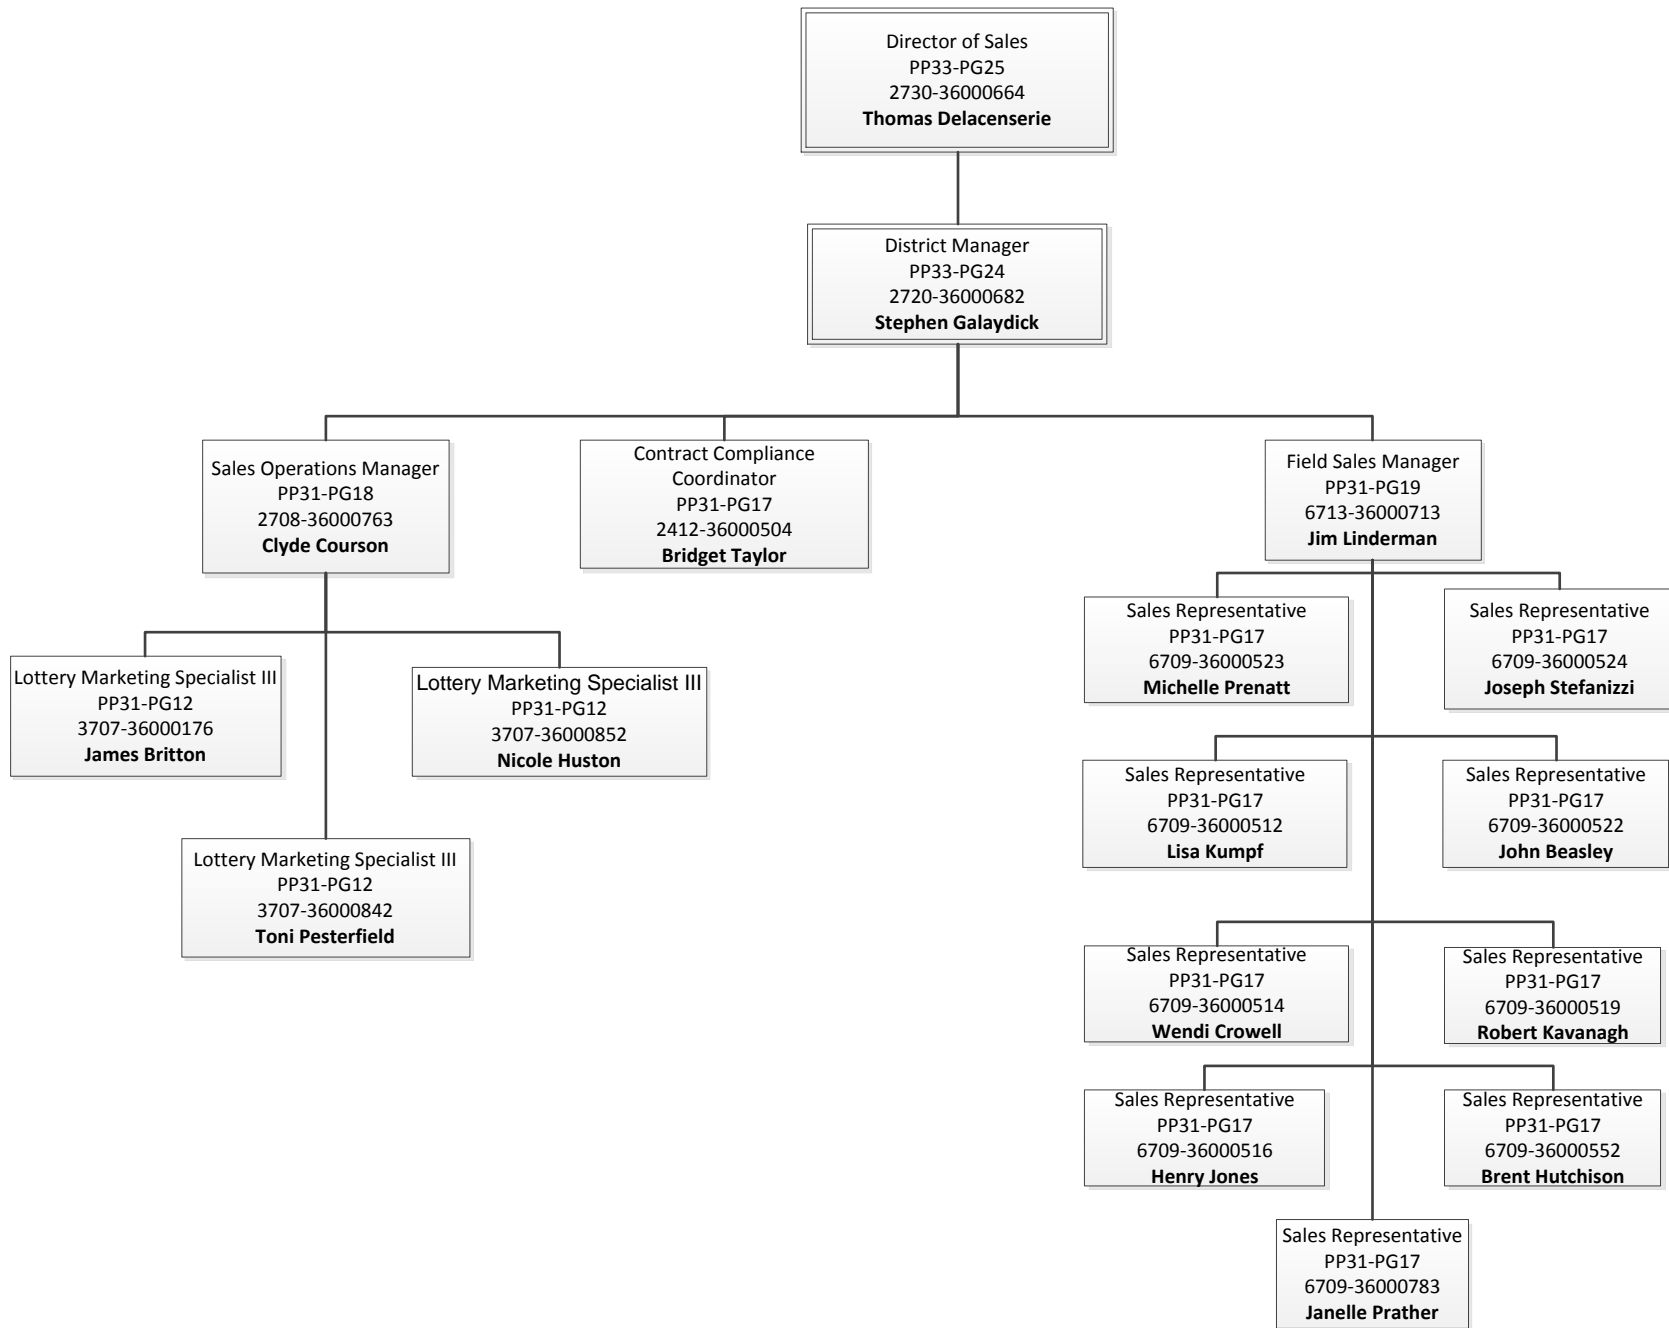 Director of Sales
PP33-PG25
2730-36000664
Thomas Delacenserie
District Manager
PP33-PG24
2720-36000682
Stephen Galaydick
Sales Operations Manager
PP31-PG18
2708-36000763
Clyde Courson
Contract Compliance
Coordinator
PP31-PG17
2412-36000504
Bridget Taylor
Field Sales Manager
PP31-PG19
6713-36000713
Jim Linderman
Lottery Marketing Specialist III
PP31-PG12
3707-36000176
James Britton
Lottery Marketing Specialist III
PP31-PG12
3707-36000852
Nicole Huston
Lottery Marketing Specialist III
PP31-PG12
3707-36000842
Toni Pesterfield
Sales Representative
PP31-PG17
6709-36000523
Michelle Prenatt
Sales Representative
PP31-PG17
6709-36000524
Joseph Stefanizzi
Sales Representative
PP31-PG17
6709-36000512
Lisa Kumpf
Sales Representative
PP31-PG17
6709-36000522
John Beasley
Sales Representative
PP31-PG17
6709-36000514
Wendi Crowell
Sales Representative
PP31-PG17
6709-36000519
Robert Kavanagh
Sales Representative
PP31-PG17
6709-36000516
Henry Jones
Sales Representative
PP31-PG17
6709-36000552
Brent Hutchison
Sales Representative
PP31-PG17
6709-36000783
Janelle Prather